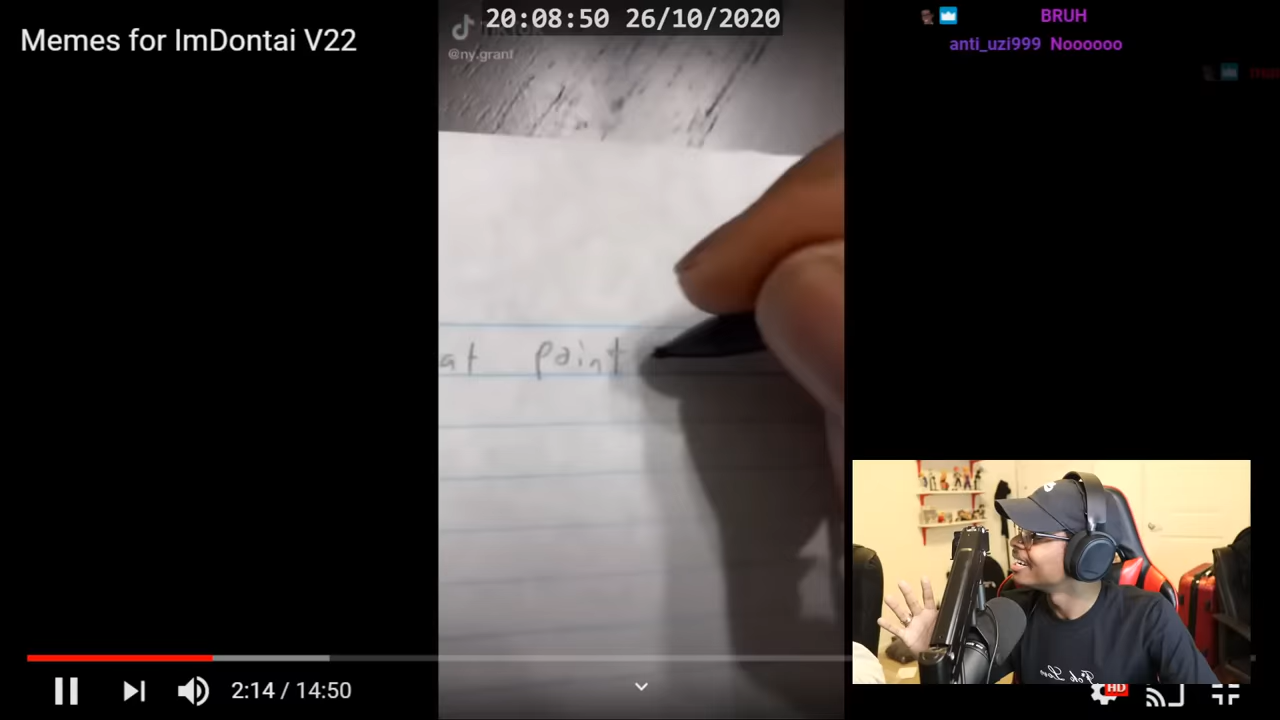 20:08:50 26/10/2020
Memes for ImDontai V22
@ny.grant
BRUH
anti_uzi999 Noooooo
at paint
2:14 / 14:50
HD